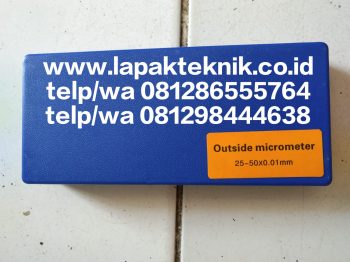 www.lapakteknik.co.id
telp/wa 081286555764
telp/wa 081298444638
Outside micrometer
25-50X0.01mm